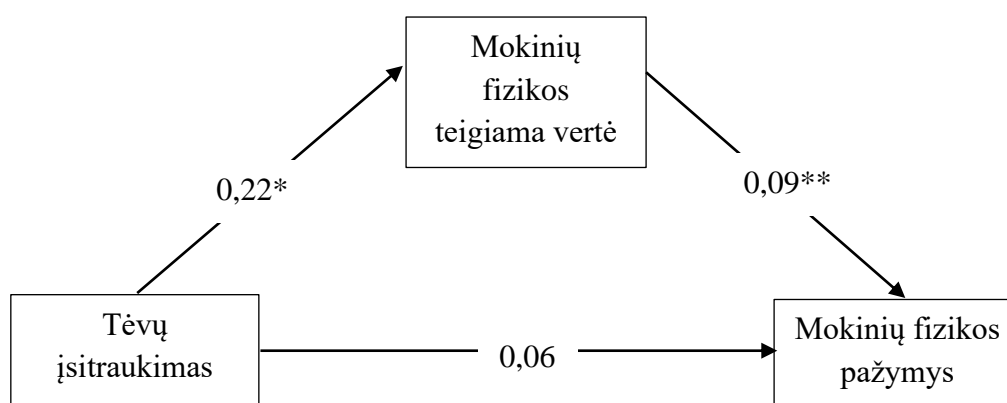 Mokinių
fizikos
teigiama vertė
0,22*
0,09**
Tėvų
įsitraukimas
0,06
Mokinių fizikos
pažymys